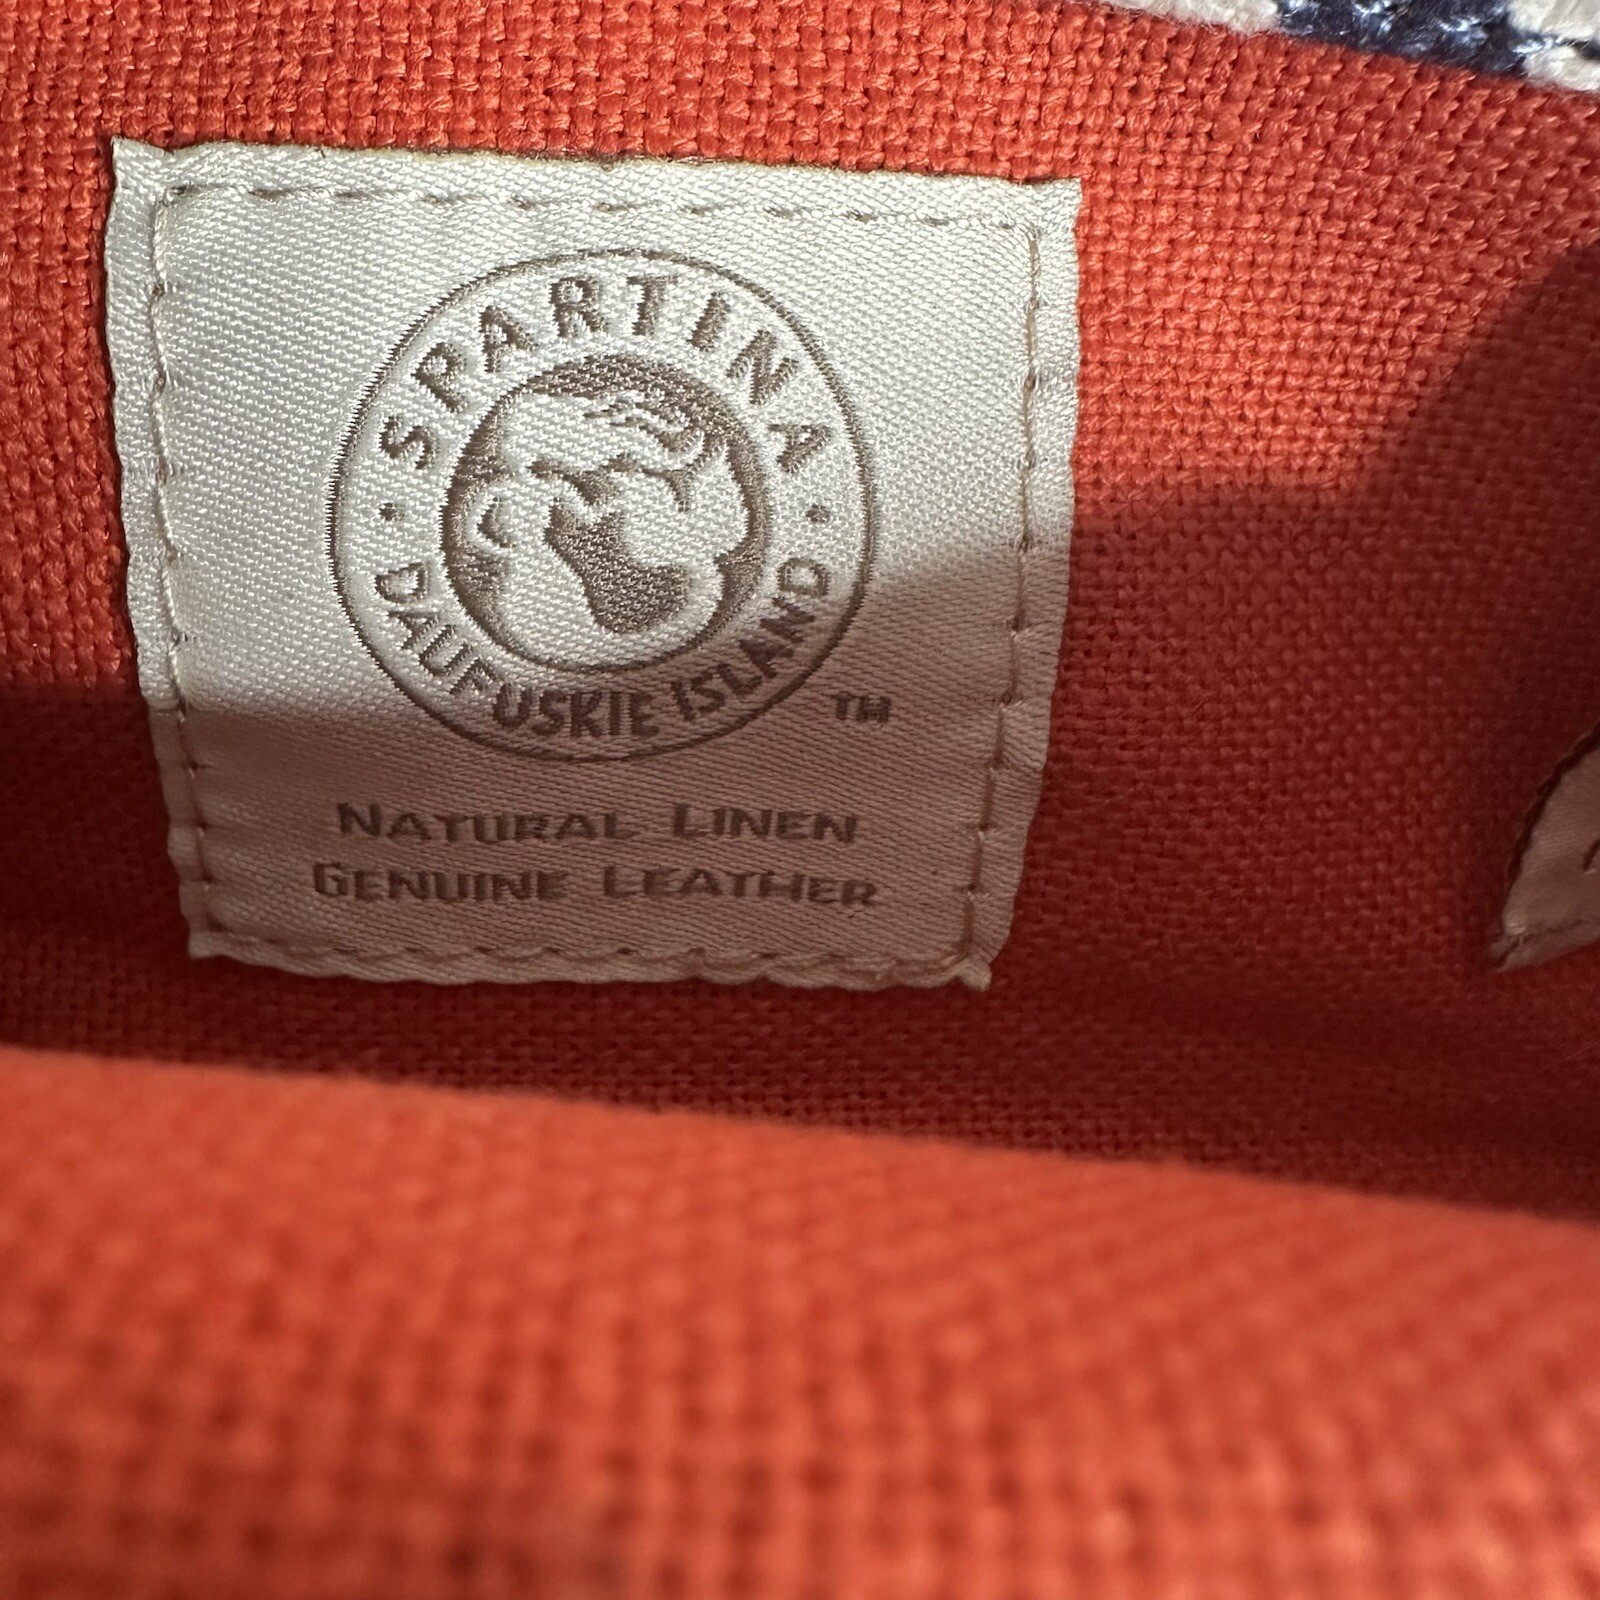 SPARTINA
· DAUFUSKIE ISLAND ·
TM
NATURAL LINEN
GENUINE LEATHER